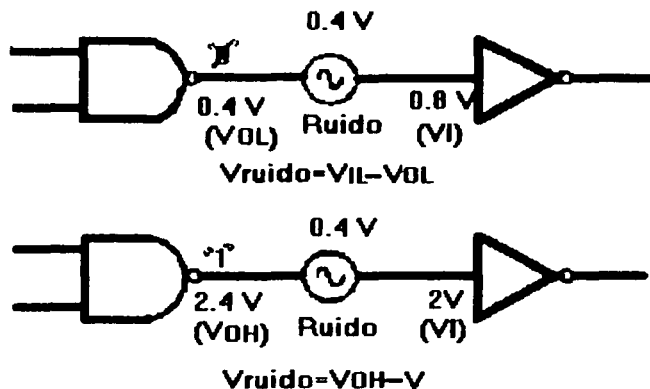 0.4 V
"0"
0.4 V 0.8 V
(VOL) Ruido (VI)
Vruido=VIL-VOL
0.4 V
"1"
2.4 V 2V
(VOH) Ruido (VI)
Vruido=VOH-V